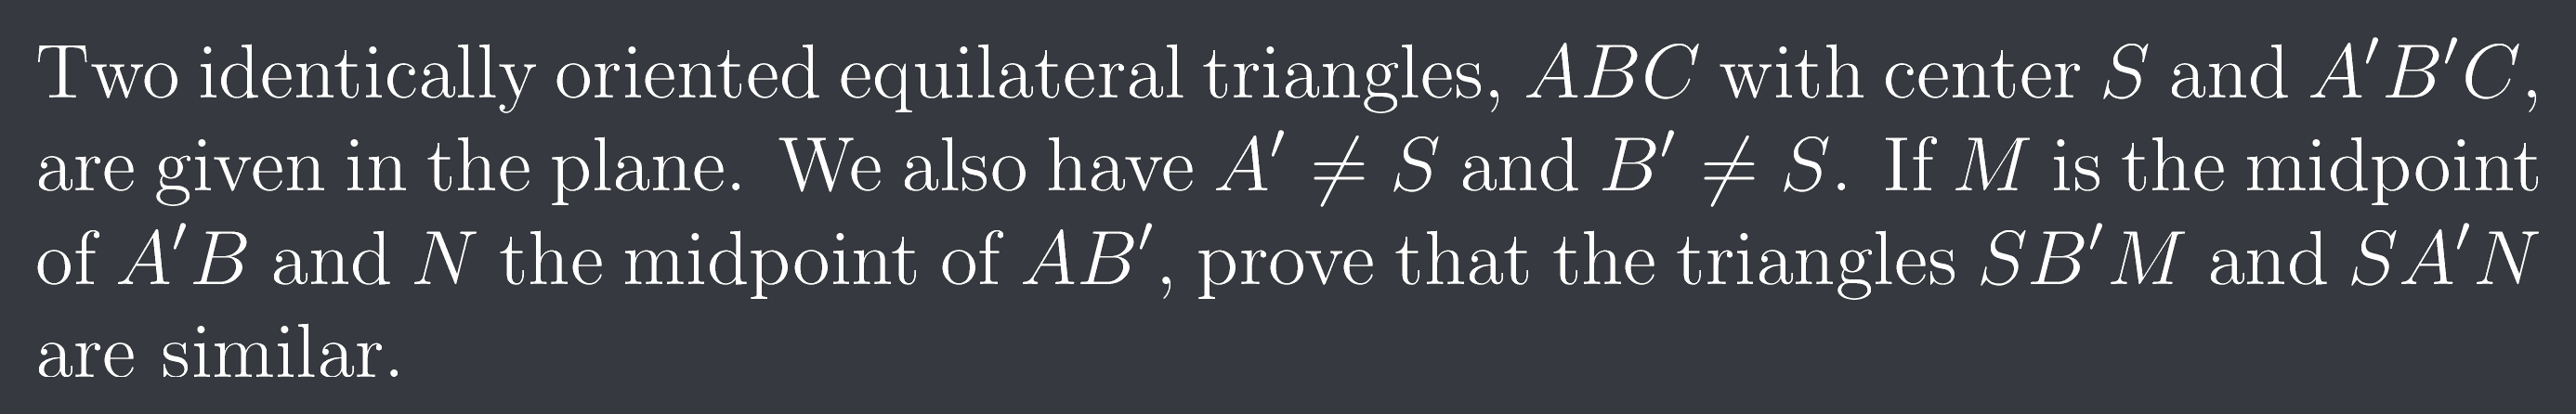 Two identically oriented equilateral triangles, ABC with center S and A′B′C,
are given in the plane. We also have A′ ≠ S and B′ ≠ S. If M is the midpoint
of A′B and N the midpoint of AB′, prove that the triangles SB′M and SA′N
are similar.